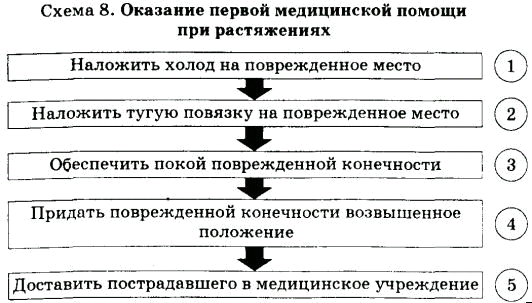 Схема 8. Оказание первой медицинской помощи
при растяжениях
Наложить холод на поврежденное место 1
Наложить тугую повязку на поврежденное место 2
Обеспечить покой поврежденной конечности 3
Придать поврежденной конечности возвышенное
положение 4
Доставить пострадавшего в медицинское учреждение 5